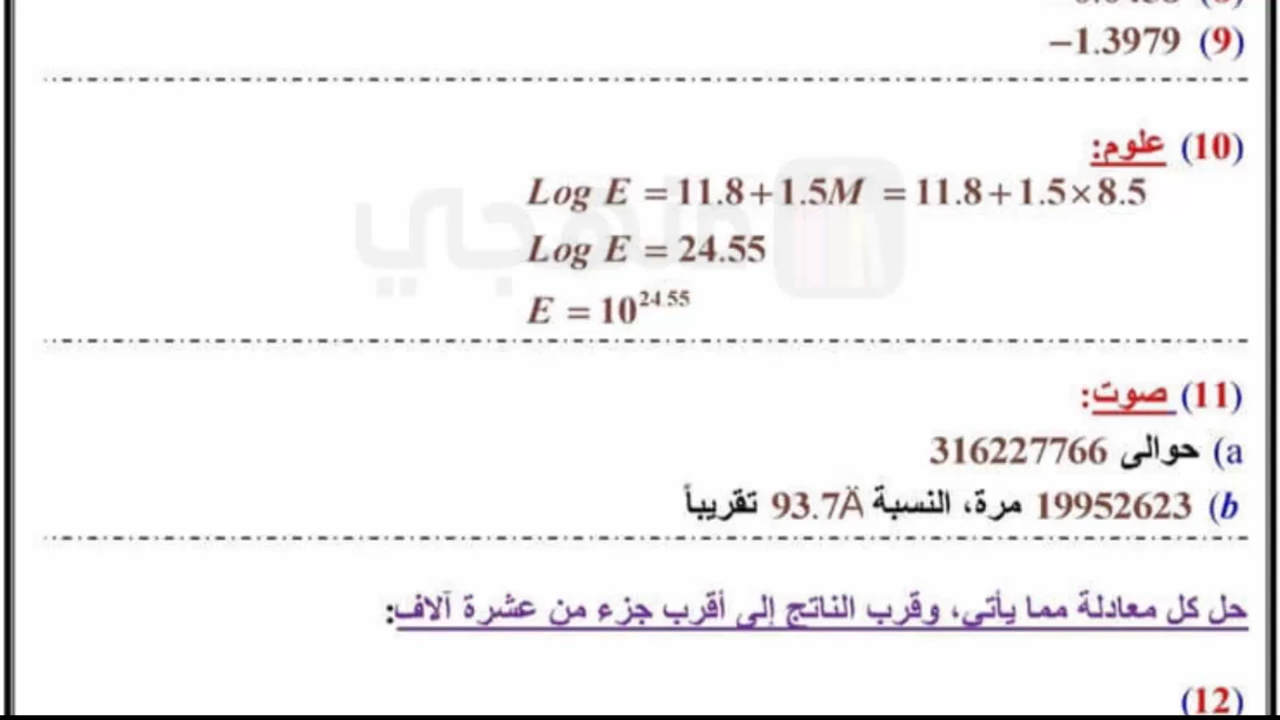 (9) −1.3979
(10) علوم:
Log E = 11.8 + 1.5M = 11.8 + 1.5 × 8.5
Log E = 24.55
E = 10^24.55
(11) صوت:
a) حوالى 316227766
b) 19952623 مرة، النسبة 93.7Ä تقريباً
حل كل معادلة مما يأتي، وقرب الناتج إلى أقرب جزء من عشرة آلاف:
(12)
منهجي